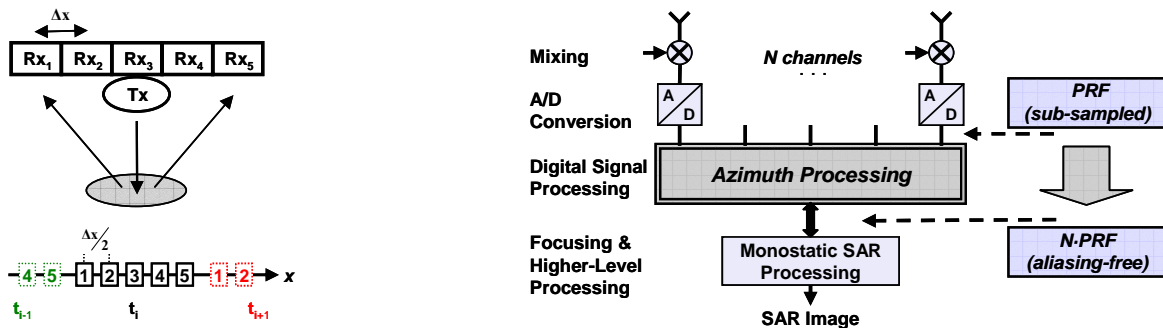 Δx
Rx1 Rx2 Rx3 Rx4 Rx5
Tx
Δx/2
4 5 1 2 3 4 5 1 2 x
ti-1 ti ti+1
Mixing
N channels
. . .
A/D
Conversion
A D
A D
PRF
(sub-sampled)
Digital Signal
Processing
Azimuth Processing
Focusing &
Higher-Level
Processing
Monostatic SAR
Processing
N·PRF
(aliasing-free)
SAR Image